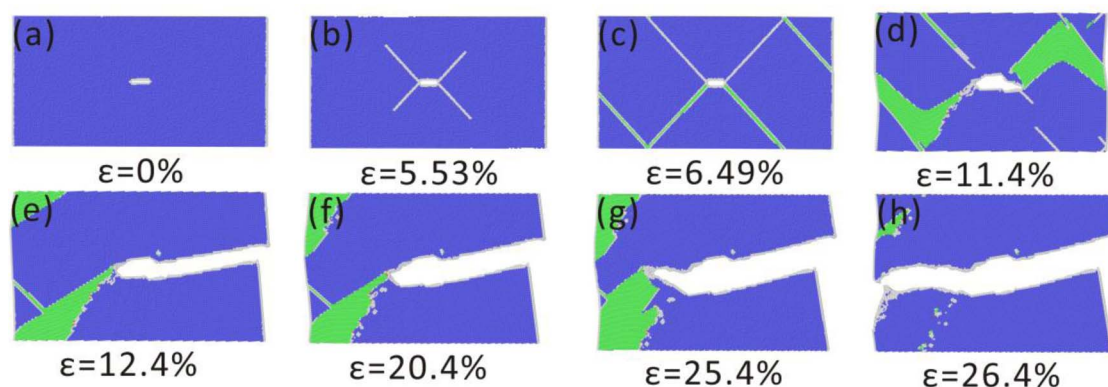 (a) (b) (c) (d)
ε=0% ε=5.53% ε=6.49% ε=11.4%
(e) (f) (g) (h)
ε=12.4% ε=20.4% ε=25.4% ε=26.4%